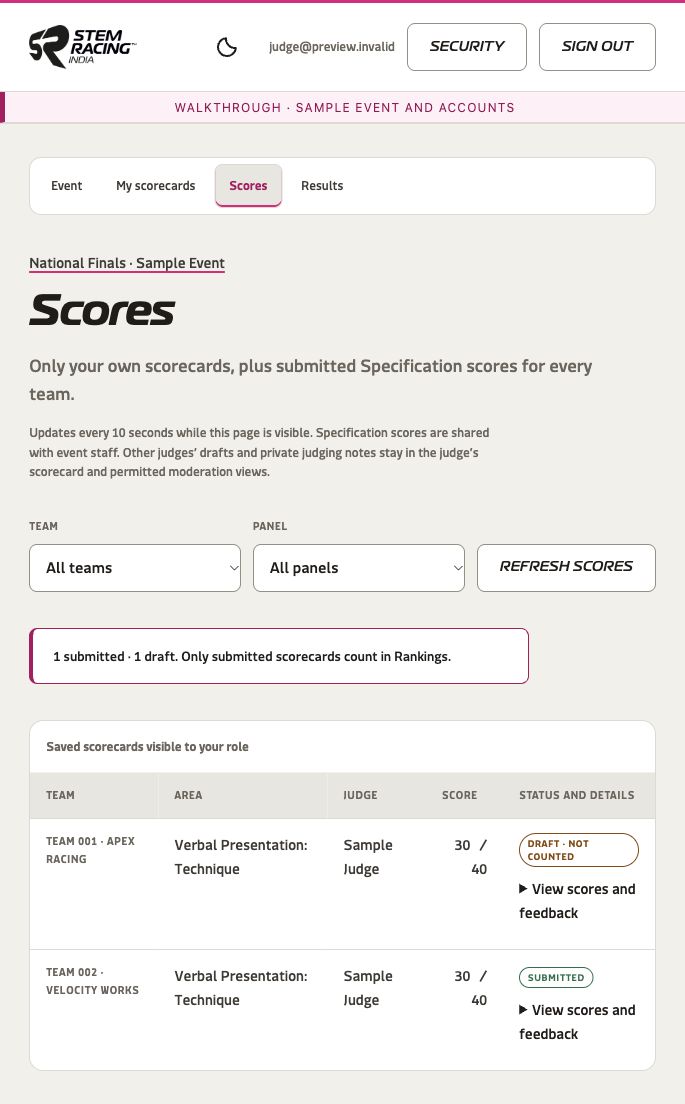 STEM
RACING™
INDIA
judge@preview.invalid
SECURITY
SIGN OUT
WALKTHROUGH · SAMPLE EVENT AND ACCOUNTS
Event
My scorecards
Scores
Results
National Finals · Sample Event
Scores
Only your own scorecards, plus submitted Specification scores for every
team.
Updates every 10 seconds while this page is visible. Specification scores are shared
with event staff. Other judges’ drafts and private judging notes stay in the judge’s
scorecard and permitted moderation views.
TEAM
PANEL
All teams
All panels
REFRESH SCORES
1 submitted · 1 draft. Only submitted scorecards count in Rankings.
Saved scorecards visible to your role
TEAM
AREA
JUDGE
SCORE
STATUS AND DETAILS
TEAM 001 · APEX
RACING
Verbal Presentation:
Technique
Sample
Judge
30 /
40
DRAFT · NOT
COUNTED
View scores and
feedback
TEAM 002 ·
VELOCITY WORKS
Verbal Presentation:
Technique
Sample
Judge
30 /
40
SUBMITTED
View scores and
feedback